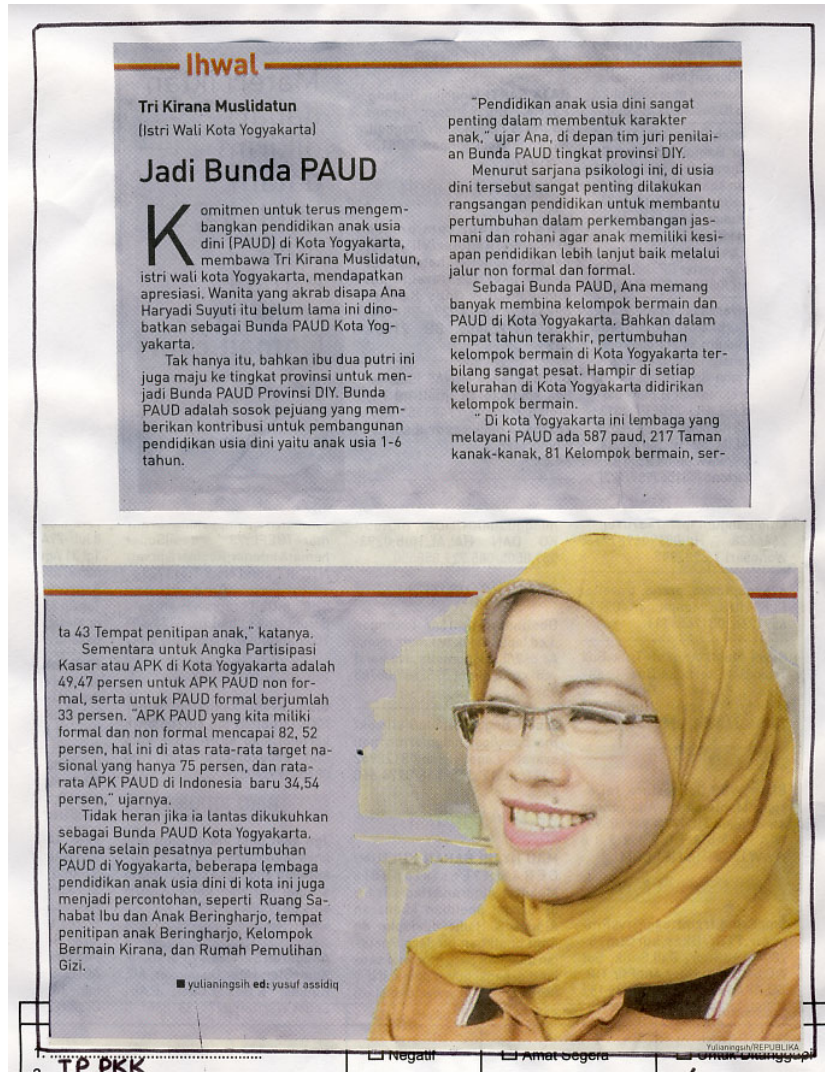 Ihwal
Tri Kirana Muslidatun
(Istri Wali Kota Yogyakarta)
Jadi Bunda PAUD
Komitmen untuk terus mengem-
bangkan pendidikan anak usia
dini (PAUD) di Kota Yogyakarta,
membawa Tri Kirana Muslidatun,
istri wali kota Yogyakarta, mendapatkan
apresiasi. Wanita yang akrab disapa Ana
Haryadi Suyuti itu belum lama ini dino-
batkan sebagai Bunda PAUD Kota Yog-
yakarta.
Tak hanya itu, bahkan ibu dua putri ini
juga maju ke tingkat provinsi untuk men-
jadi Bunda PAUD Provinsi DIY. Bunda
PAUD adalah sosok pejuang yang mem-
berikan kontribusi untuk pembangunan
pendidikan usia dini yaitu anak usia 1-6
tahun.
"Pendidikan anak usia dini sangat
penting dalam membentuk karakter
anak," ujar Ana, di depan tim juri penilai-
an Bunda PAUD tingkat provinsi DIY.
Menurut sarjana psikologi ini, di usia
dini tersebut sangat penting dilakukan
rangsangan pendidikan untuk membantu
pertumbuhan dalam perkembangan jas-
mani dan rohani agar anak memiliki kesi-
apan pendidikan lebih lanjut baik melalui
jalur non formal dan formal.
Sebagai Bunda PAUD, Ana memang
banyak membina kelompok bermain dan
PAUD di Kota Yogyakarta. Bahkan dalam
empat tahun terakhir, pertumbuhan
kelompok bermain di Kota Yogyakarta ter-
bilang sangat pesat. Hampir di setiap
kelurahan di Kota Yogyakarta didirikan
kelompok bermain.
" Di kota Yogyakarta ini lembaga yang
melayani PAUD ada 587 paud, 217 Taman
kanak-kanak, 81 Kelompok bermain, ser-
ta 43 Tempat penitipan anak," katanya.
Sementara untuk Angka Partisipasi
Kasar atau APK di Kota Yogyakarta adalah
49,47 persen untuk APK PAUD non for-
mal, serta untuk PAUD formal berjumlah
33 persen. "APK PAUD yang kita miliki
formal dan non formal mencapai 82, 52
persen, hal ini di atas rata-rata target na-
sional yang hanya 75 persen, dan rata-
rata APK PAUD di Indonesia baru 34,54
persen," ujarnya.
Tidak heran jika ia lantas dikukuhkan
sebagai Bunda PAUD Kota Yogyakarta.
Karena selain pesatnya pertumbuhan
PAUD di Yogyakarta, beberapa lembaga
pendidikan anak usia dini di kota ini juga
menjadi percontohan, seperti Ruang Sa-
habat Ibu dan Anak Beringharjo, tempat
penitipan anak Beringharjo, Kelompok
Bermain Kirana, dan Rumah Pemulihan
Gizi.
■ yulianingsih ed: yusuf assidiq
Yulianingsih/REPUBLIKA
TP PKK
Negatif
Amat Segera
Untuk Ditanggapi